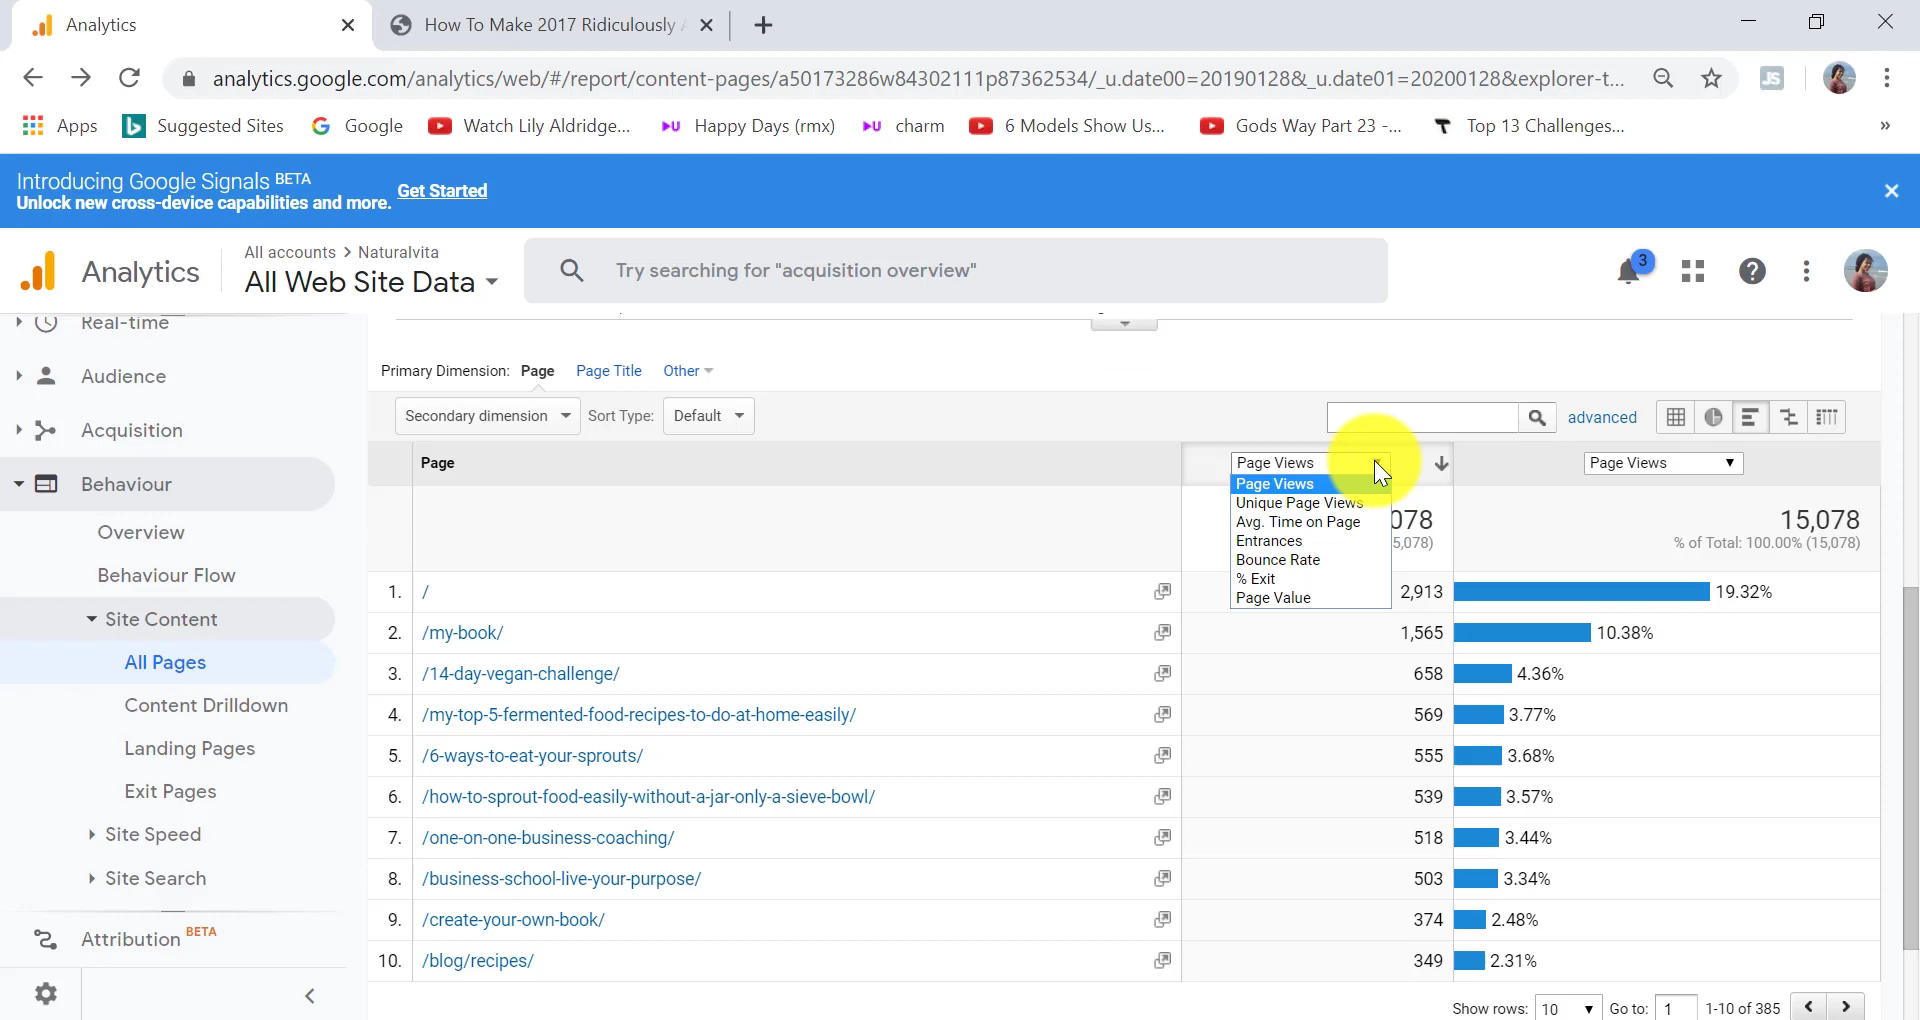 Analytics
How To Make 2017 Ridiculously
analytics.google.com/analytics/web/#/report/content-pages/a50173286w84302111p87362534/_u.date00=20190128&_u.date01=20200128&explorer-t...
JS
Apps
Suggested Sites
Google
Watch Lily Aldridge...
Happy Days (rmx)
charm
6 Models Show Us...
Gods Way Part 23 -...
Top 13 Challenges...
»
Introducing Google Signals BETA
Unlock new cross-device capabilities and more.
Get Started
Analytics
All accounts > Naturalvita
All Web Site Data
Try searching for "acquisition overview"
3
Real-time
Audience
Acquisition
Behaviour
Overview
Behaviour Flow
Site Content
All Pages
Content Drilldown
Landing Pages
Exit Pages
Site Speed
Site Search
Attribution BETA
Primary Dimension: Page Page Title Other
Secondary dimension Sort Type: Default
advanced
Page Page Views Page Views
Page Views
Unique Page Views
Avg. Time on Page
Entrances
Bounce Rate
% Exit
Page Value
078
5,078)
15,078
% of Total: 100.00% (15,078)
1. / 2,913 19.32%
2. /my-book/ 1,565 10.38%
3. /14-day-vegan-challenge/ 658 4.36%
4. /my-top-5-fermented-food-recipes-to-do-at-home-easily/ 569 3.77%
5. /6-ways-to-eat-your-sprouts/ 555 3.68%
6. /how-to-sprout-food-easily-without-a-jar-only-a-sieve-bowl/ 539 3.57%
7. /one-on-one-business-coaching/ 518 3.44%
8. /business-school-live-your-purpose/ 503 3.34%
9. /create-your-own-book/ 374 2.48%
10. /blog/recipes/ 349 2.31%
Show rows: 10 Go to: 1 1-10 of 385